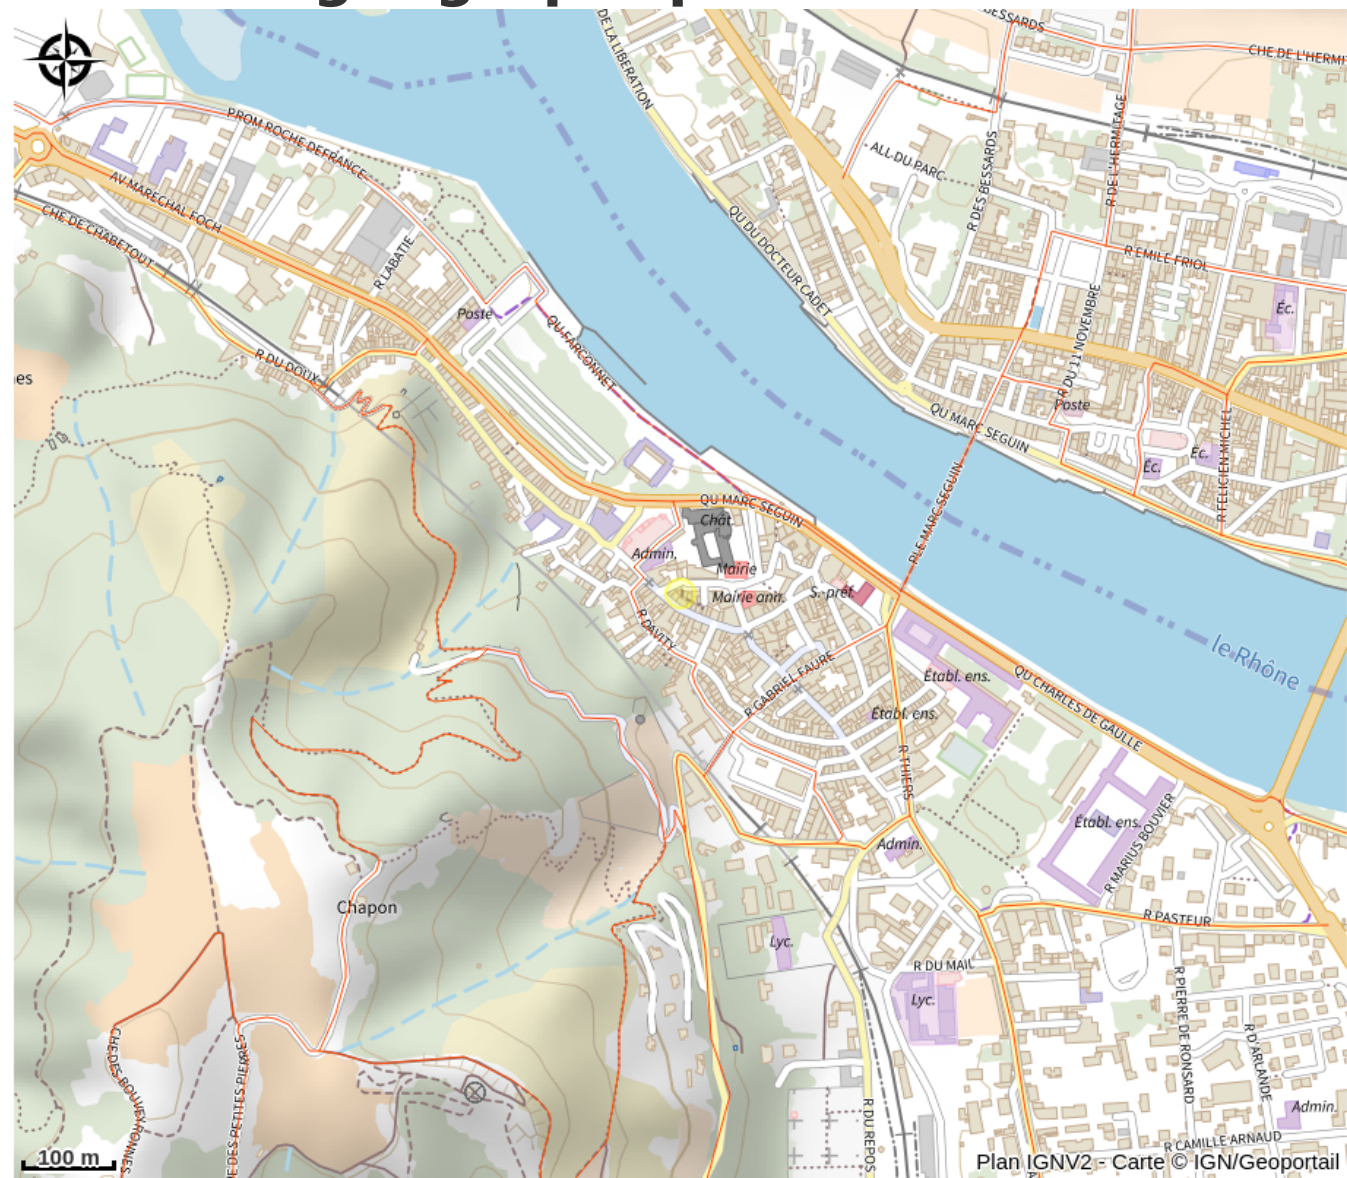 BESSARDS
CHE DE L'HERMI
DE LA LIBERATION
PROM ROCHE DEFRANCE
ALL DU PARC
R DES BESSARDS
R DE L'HERMITAGE
AV MARECHAL FOCH
CHE DE CHABETOUT
R LABATIE
QU DU DOCTEUR CADET
R EMILE FRIOL
Poste
Éc.
QU FARCONNET
R DU 11 NOVEMBRE
R DU DOUX
es
Poste
QU MARC SEGUIN
Éc.
Éc.
R FELICIEN MICHEL
QU MARC SEGUIN
PLE MARC SEGUIN
Chât.
Admin.
Mairie
Mairie ann.
S.-préf.
R DAVITY
le Rhône
R GABRIEL FAURE
Établ. ens.
QU CHARLES DE GAULLE
Établ. ens.
R THIERS
Établ. ens.
R MARIUS BOUVIER
Admin.
Chapon
R PASTEUR
Lyc.
R DU MAIL
Lyc.
R PIERRE DE RONSARD
R D'ARLANDE
CHE DES BOUVEYRONNES
E DES PETITES PIERRES
Admin.
R DU REPOS
R CAMILLE ARNAUD
100 m
Plan IGNV2 - Carte © IGN/Geoportail